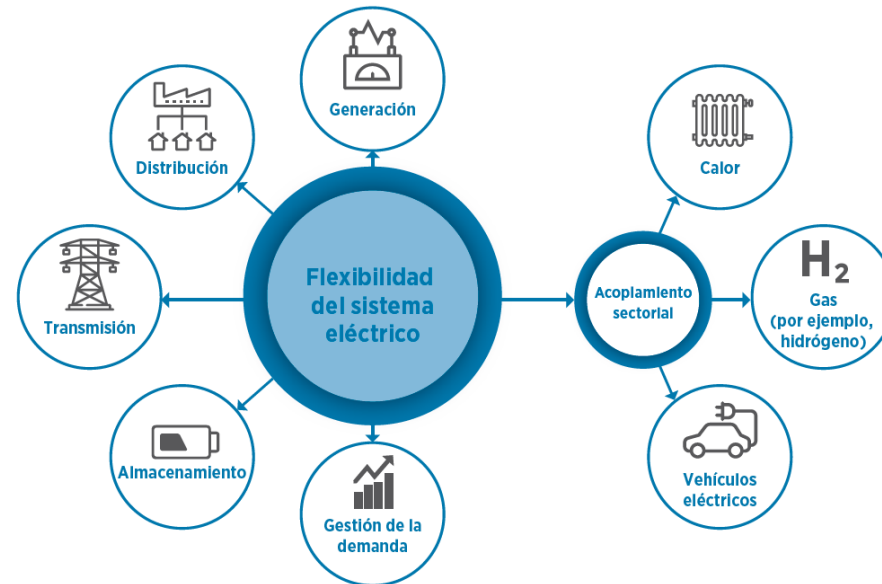 Generación
Distribución
Transmisión
Almacenamiento
Gestión de la
demanda
Flexibilidad
del sistema
eléctrico
Acoplamiento
sectorial
Calor
H₂
Gas
(por ejemplo,
hidrógeno)
Vehículos
eléctricos